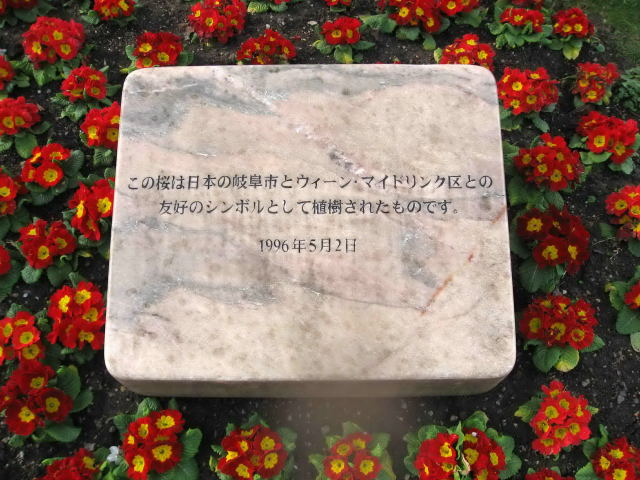 この桜は日本の岐阜市とウィーン・マイドリンク区との
友好のシンボルとして植樹されたものです。
1996年5月2日